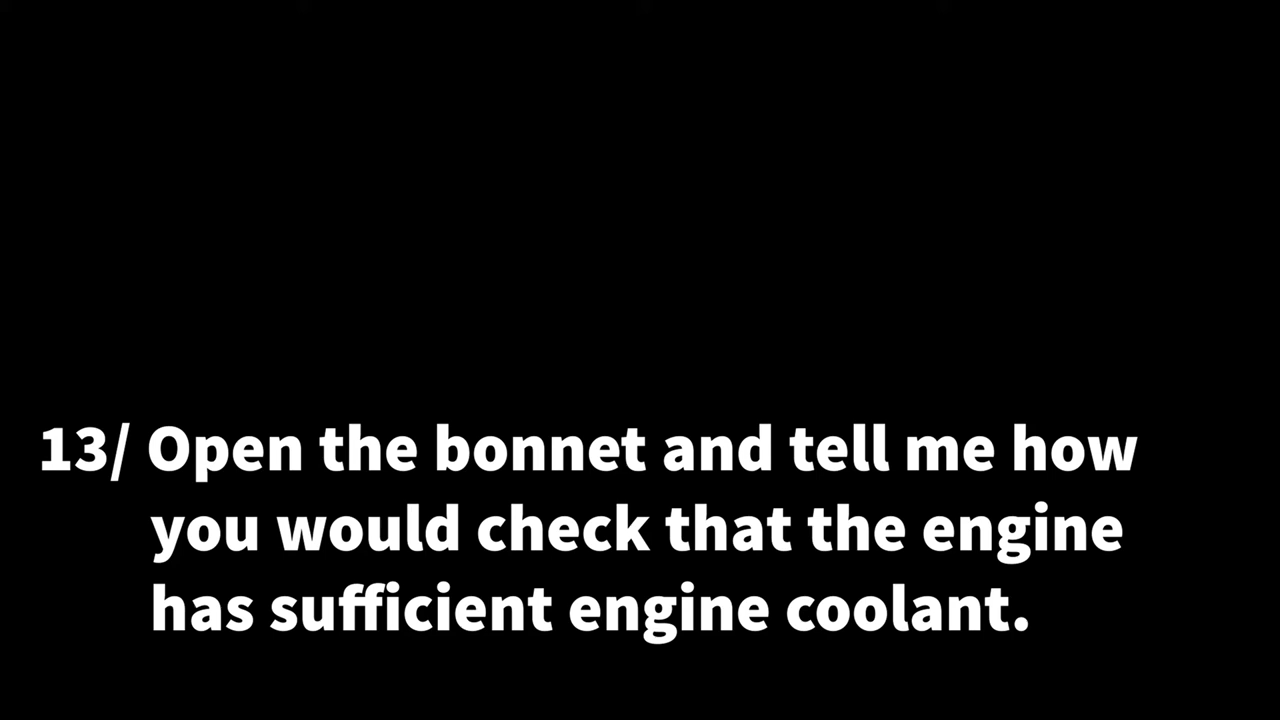 13/ Open the bonnet and tell me how
you would check that the engine
has sufficient engine coolant.